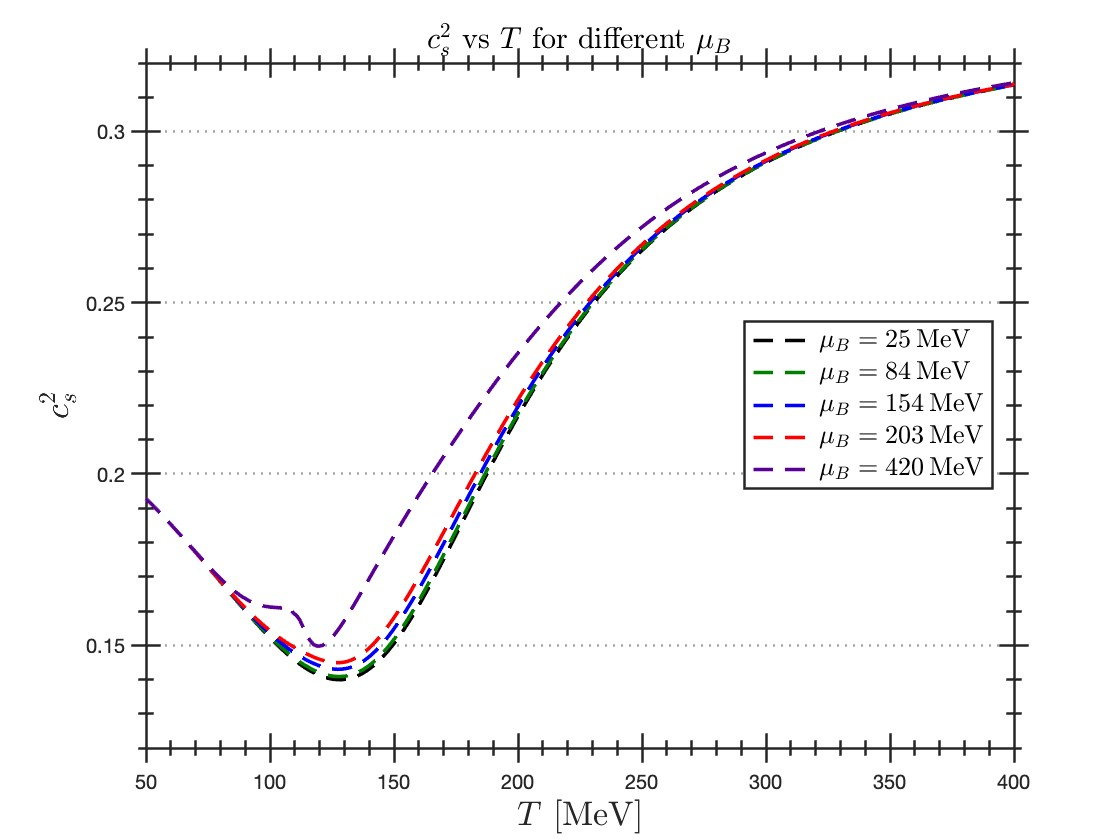 c_s^2 vs T for different μ_B
c_s^2
0.3
0.25
0.2
0.15
μ_B = 25 MeV
μ_B = 84 MeV
μ_B = 154 MeV
μ_B = 203 MeV
μ_B = 420 MeV
50 100 150 200 250 300 350 400
T [MeV]